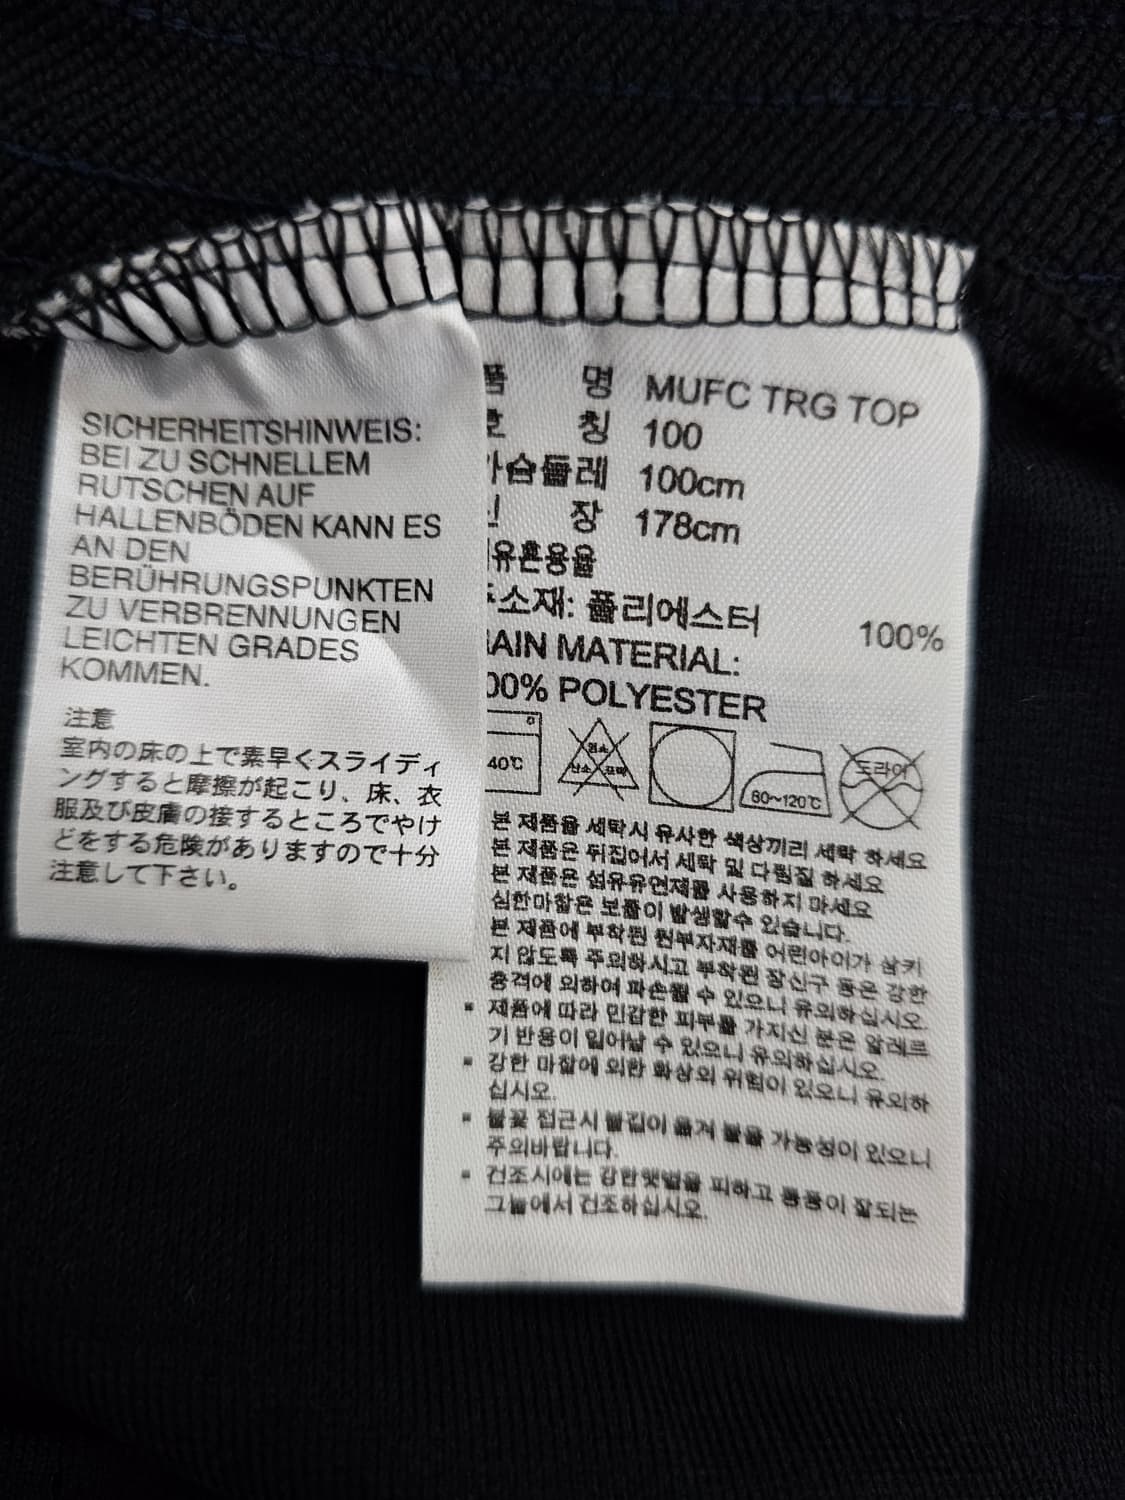 SICHERHEITSHINWEIS:
BEI ZU SCHNELLEM
RUTSCHEN AUF
HALLENBÖDEN KANN ES
AN DEN
BERÜHRUNGSPUNKTEN
ZU VERBRENNUNGEN
LEICHTEN GRADES
KOMMEN.
注意
室内の床の上で素早くスライディ
ングすると摩擦が起こり、床、衣
服及び皮膚の接するところでやけ
どをする危険がありますので十分
注意して下さい。
품 명 MUFC TRG TOP
호 칭 100
가슴둘레 100cm
신 장 178cm
섬유혼용율
주소재: 폴리에스터 100%
MAIN MATERIAL:
100% POLYESTER
40℃
염소
산소 표백
80~120℃
드라이
본 제품을 세탁시 유사한 색상끼리 세탁 하세요
본 제품은 뒤집어서 세탁 및 다림질 하세요
본 제품은 섬유유연제를 사용하지 마세요
심한마찰은 보풀이 발생할수 있습니다.
본 제품에 부착된 원부자재를 어린아이가 삼키
지 않도록 주의하시고 부착된 장신구 등은 강한
충격에 의하여 파손될 수 있으니 유의하십시오.
▪ 제품에 따라 민감한 피부를 가지신 분은 알레르
기 반응이 일어날 수 있으니 유의하십시오.
▪ 강한 마찰에 의한 화상의 위험이 있으니 유의하
십시오.
▪ 불꽃 접근시 불길이 옮겨 붙을 가능성이 있으니
주의바랍니다.
▪ 건조시에는 강한햇볕을 피하고 통풍이 잘되는
그늘에서 건조하십시오.